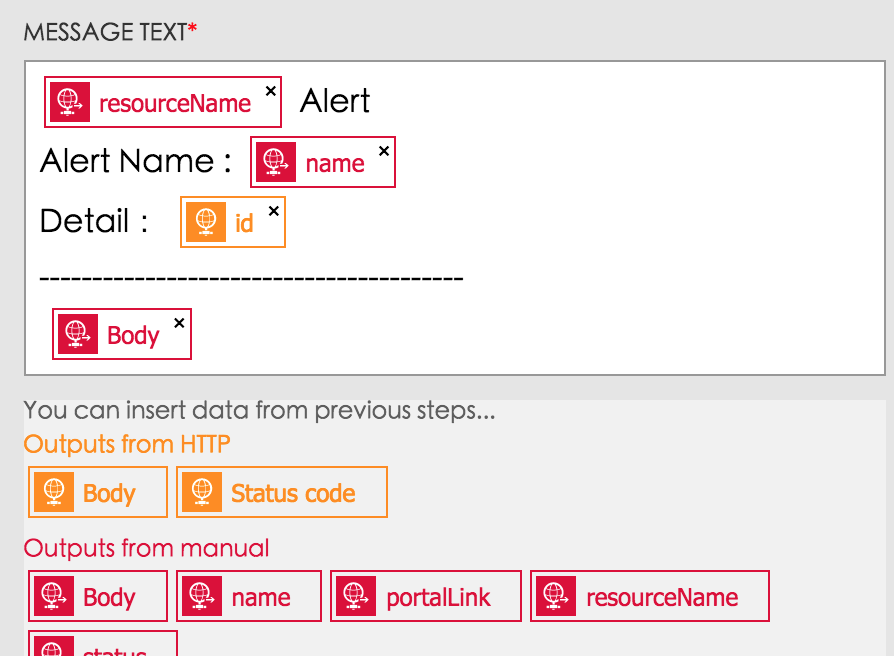 MESSAGE TEXT*
resourceName × Alert
Alert Name : name ×
Detail : id ×
----------------------------------------
Body ×
You can insert data from previous steps...
Outputs from HTTP
Body Status code
Outputs from manual
Body name portalLink resourceName
status